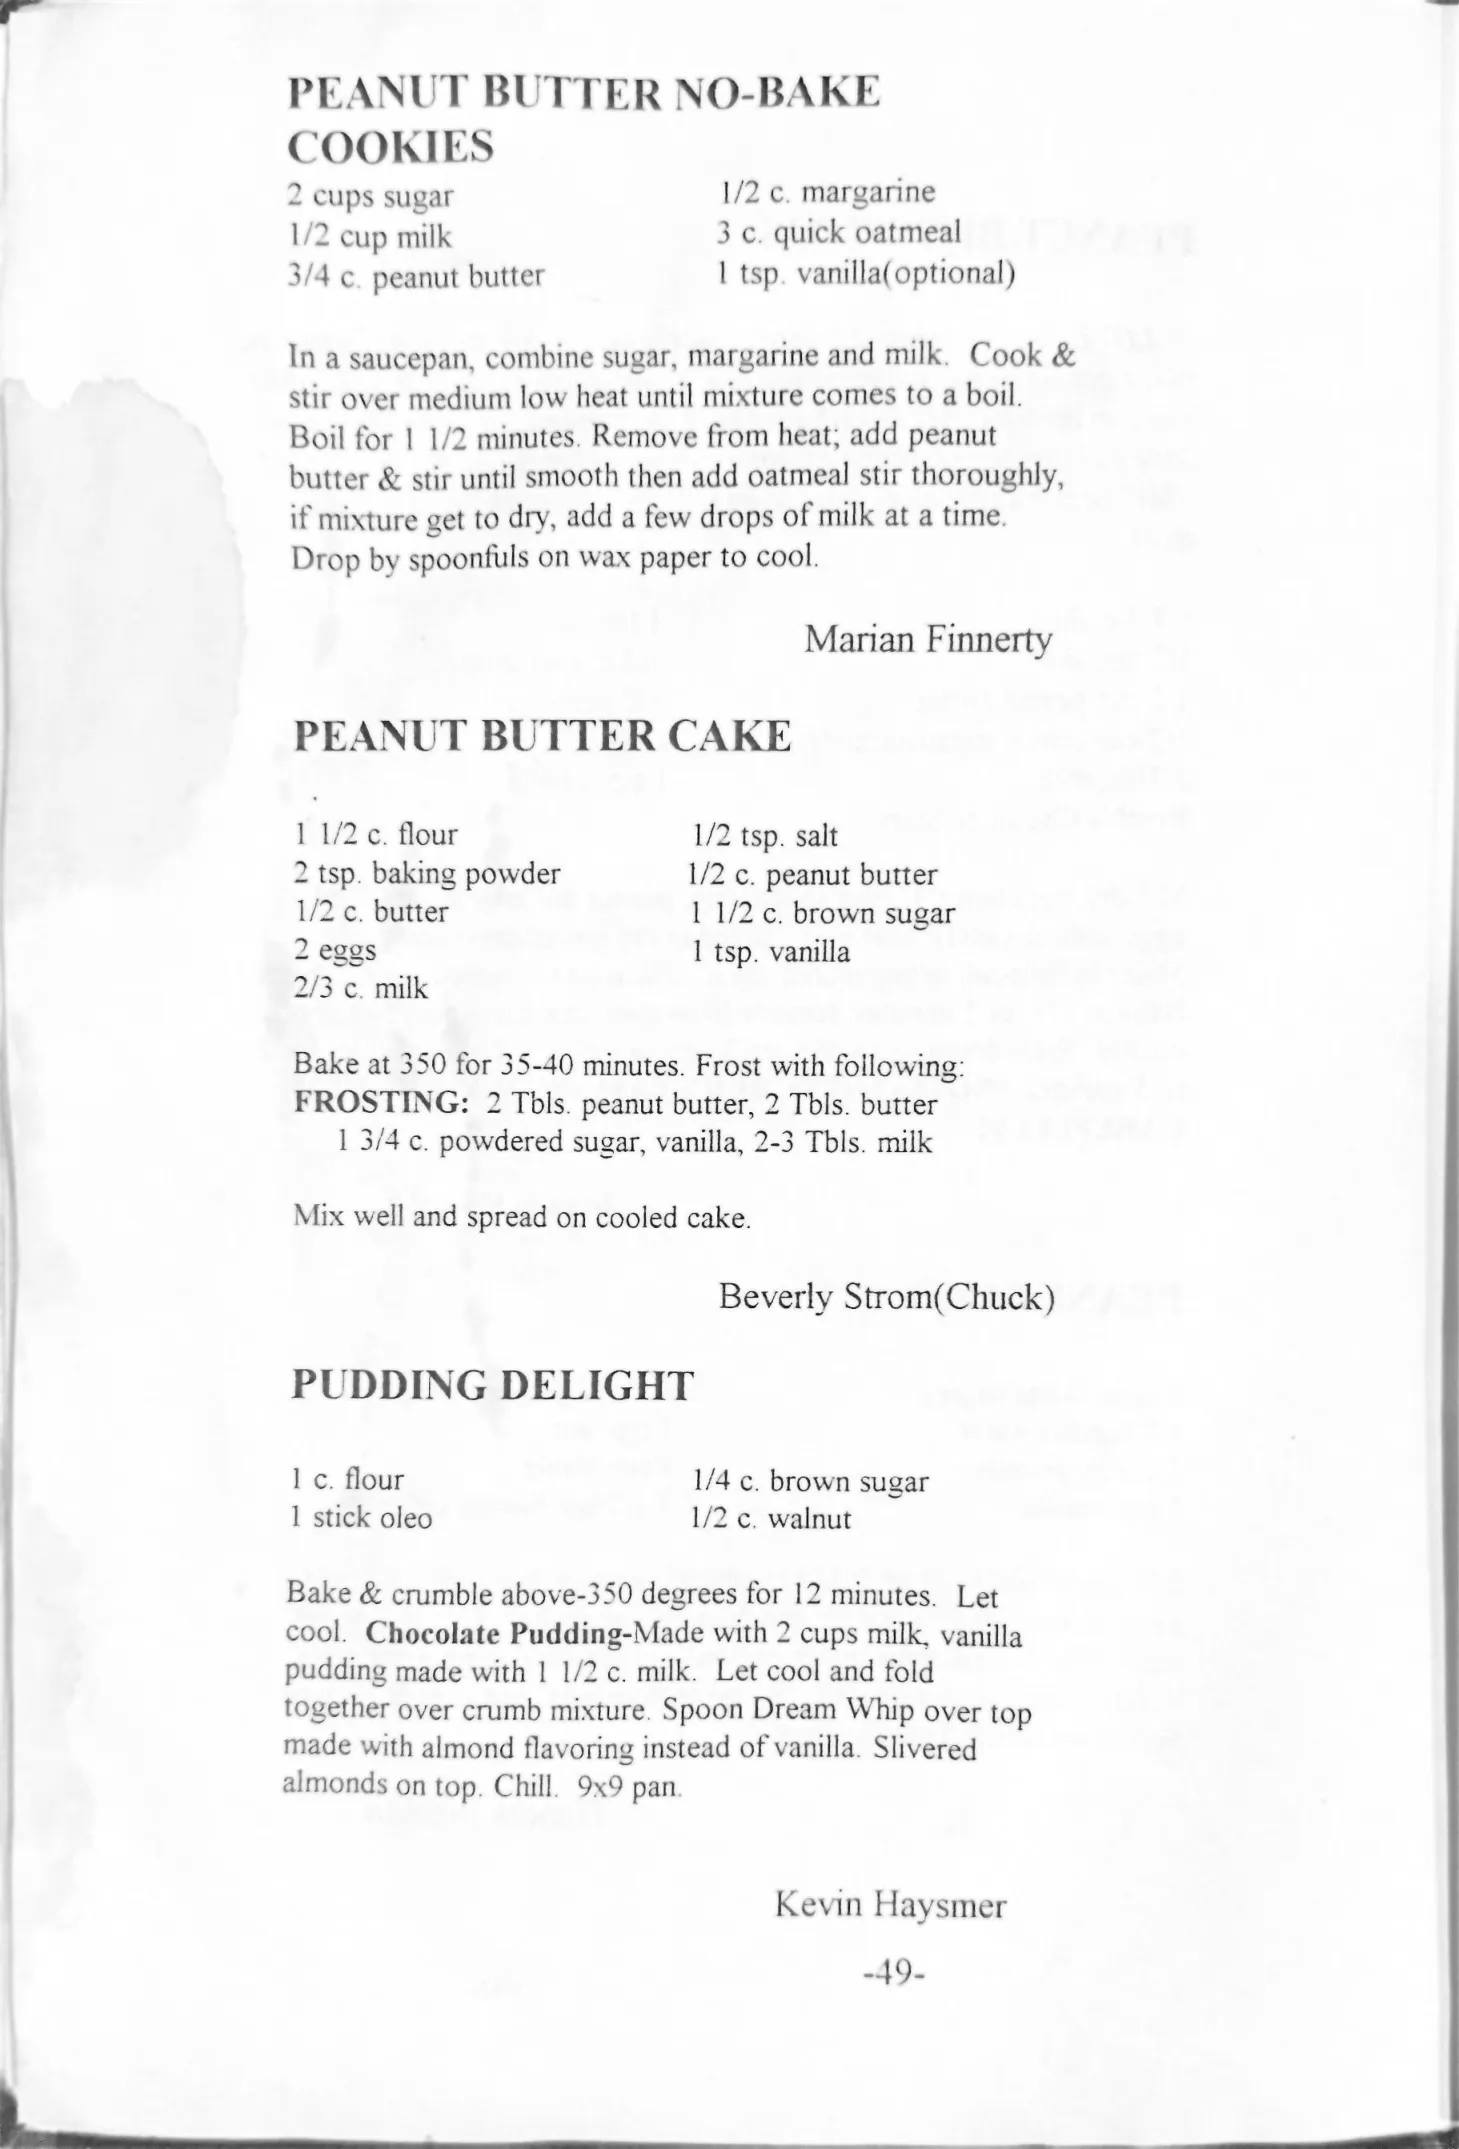 PEANUT BUTTER NO-BAKE
COOKIES
2 cups sugar 1/2 c. margarine
1/2 cup milk 3 c. quick oatmeal
3/4 c. peanut butter 1 tsp. vanilla(optional)
In a saucepan, combine sugar, margarine and milk. Cook &
stir over medium low heat until mixture comes to a boil.
Boil for 1 1/2 minutes. Remove from heat; add peanut
butter & stir until smooth then add oatmeal stir thoroughly,
if mixture get to dry, add a few drops of milk at a time.
Drop by spoonfuls on wax paper to cool.
Marian Finnerty
PEANUT BUTTER CAKE
1 1/2 c. flour 1/2 tsp. salt
2 tsp. baking powder 1/2 c. peanut butter
1/2 c. butter 1 1/2 c. brown sugar
2 eggs 1 tsp. vanilla
2/3 c. milk
Bake at 350 for 35-40 minutes. Frost with following:
FROSTING: 2 Tbls. peanut butter, 2 Tbls. butter
1 3/4 c. powdered sugar, vanilla, 2-3 Tbls. milk
Mix well and spread on cooled cake.
Beverly Strom(Chuck)
PUDDING DELIGHT
1 c. flour 1/4 c. brown sugar
1 stick oleo 1/2 c. walnut
Bake & crumble above-350 degrees for 12 minutes. Let
cool. Chocolate Pudding-Made with 2 cups milk, vanilla
pudding made with 1 1/2 c. milk. Let cool and fold
together over crumb mixture. Spoon Dream Whip over top
made with almond flavoring instead of vanilla. Slivered
almonds on top. Chill. 9x9 pan.
Kevin Haysmer
-49-